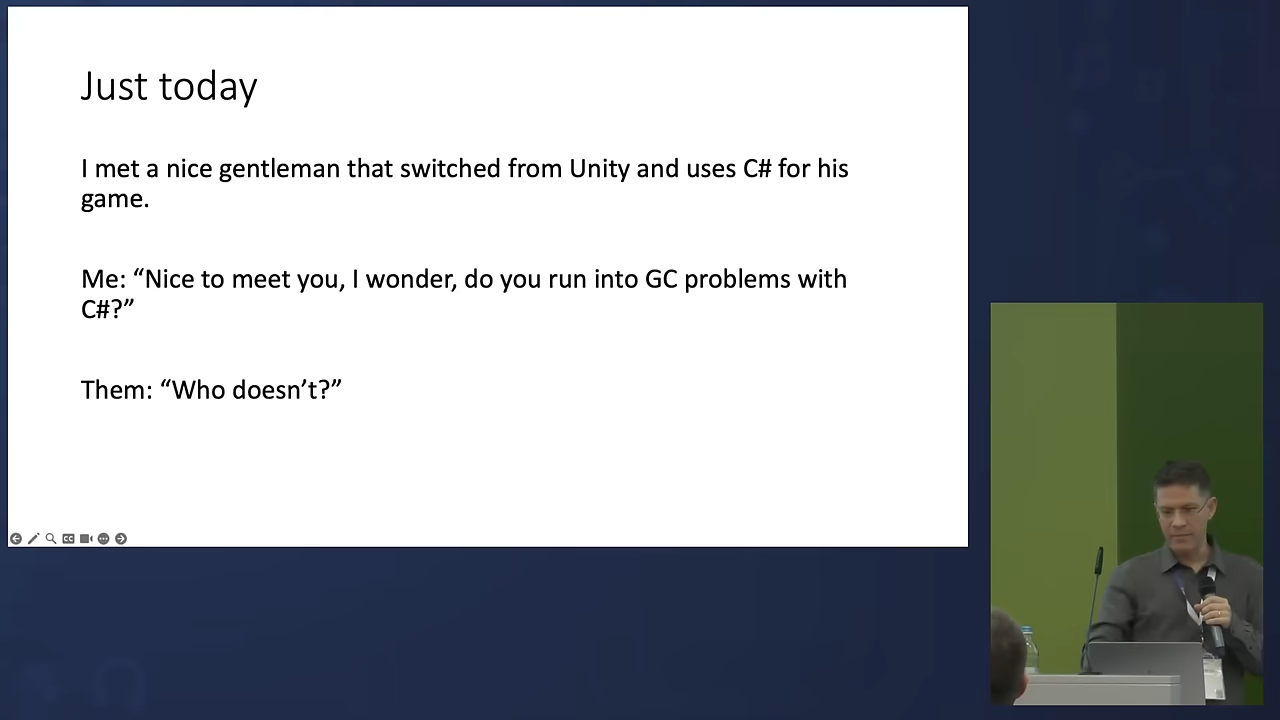 Just today
I met a nice gentleman that switched from Unity and uses C# for his
game.
Me: “Nice to meet you, I wonder, do you run into GC problems with
C#?”
Them: “Who doesn’t?”